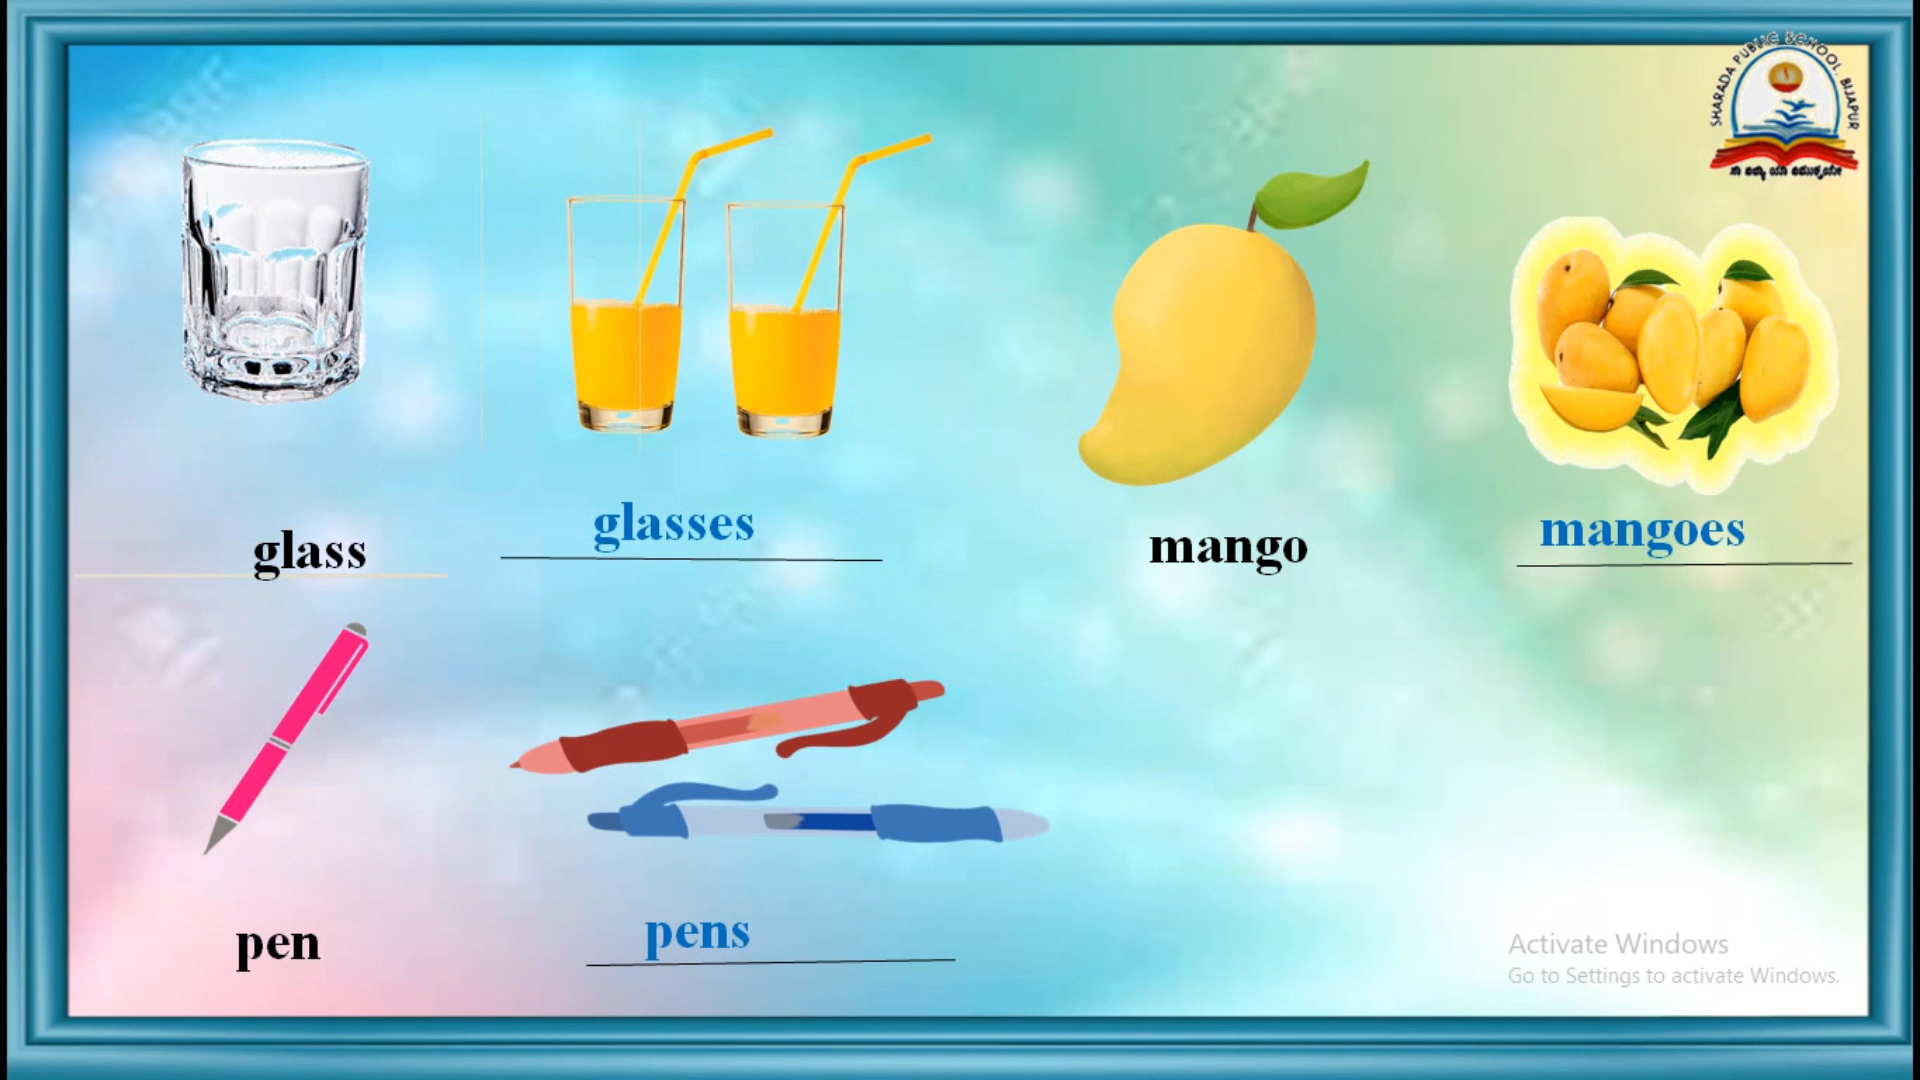 SHARADA PUBLIC SCHOOL, BIJAPUR
glass
glasses
mango
mangoes
pen
pens
Activate Windows
Go to Settings to activate Windows.